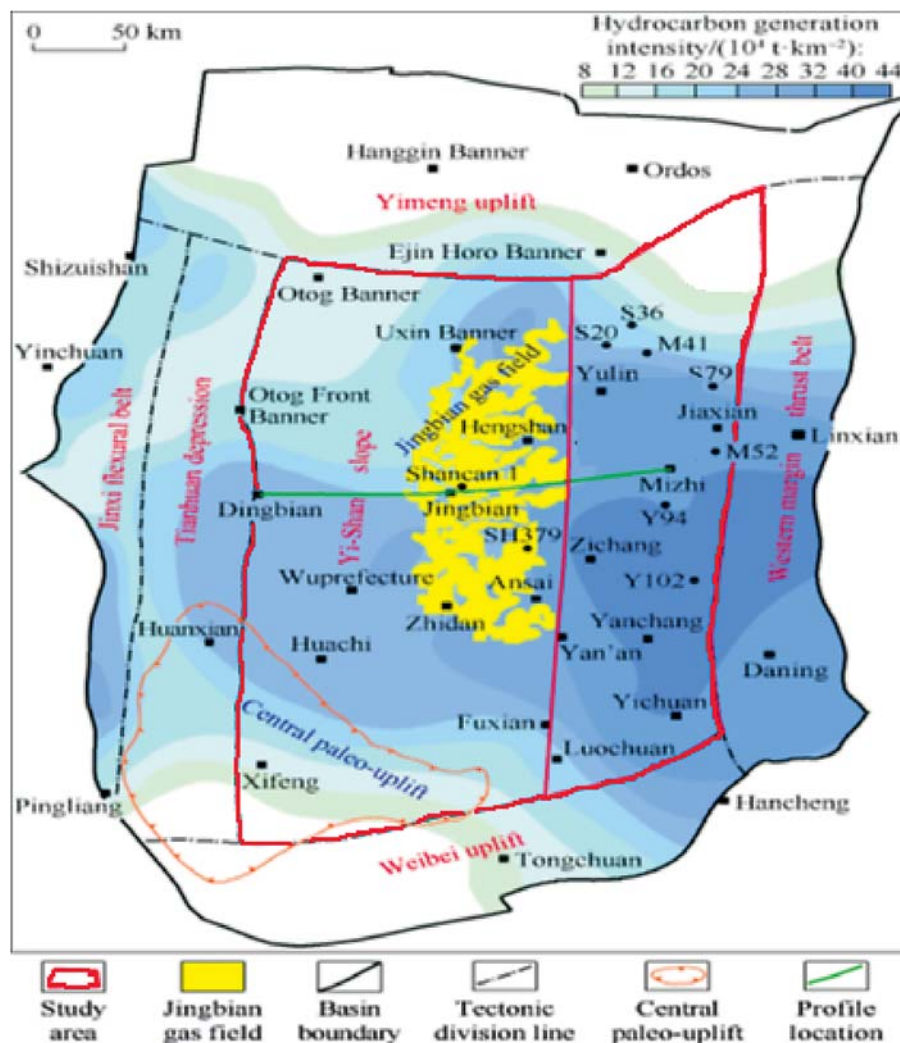 0 50 km
Hydrocarbon generation
intensity/(10⁴ t·km⁻²):
8 12 16 20 24 28 32 40 44
Hanggin Banner
Ordos
Yimeng uplift
Ejin Horo Banner
Shizuishan
Otog Banner
S36
S20
Uxin Banner
M41
Yinchuan
S79
Yulin
Otog Front
Banner
Jingbian gas field
Jiaxian
Hengshan
Linxian
M52
Jinxi flexural belt
Tianhuan depression
Yi-Shan slope
Western margin thrust belt
Shancan 1
Mizhi
Dingbian
Jingbian
Y94
SH379
Zichang
Wuprefecture
Ansai
Y102
Zhidan
Huanxian
Yanchang
Huachi
Yan'an
Daning
Central paleo-uplift
Fuxian
Yichuan
Luochuan
Xifeng
Pingliang
Hancheng
Weibei uplift
Tongchuan
Study
area
Jingbian
gas field
Basin
boundary
Tectonic
division line
Central
paleo-uplift
Profile
location